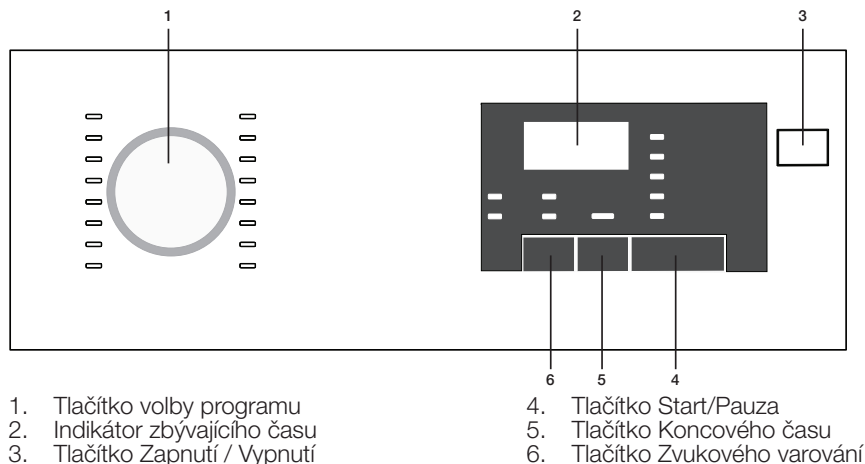 1 2 3
6 5 4
1. Tlačítko volby programu
2. Indikátor zbývajícího času
3. Tlačítko Zapnutí / Vypnutí
4. Tlačítko Start/Pauza
5. Tlačítko Koncového času
6. Tlačítko Zvukového varování